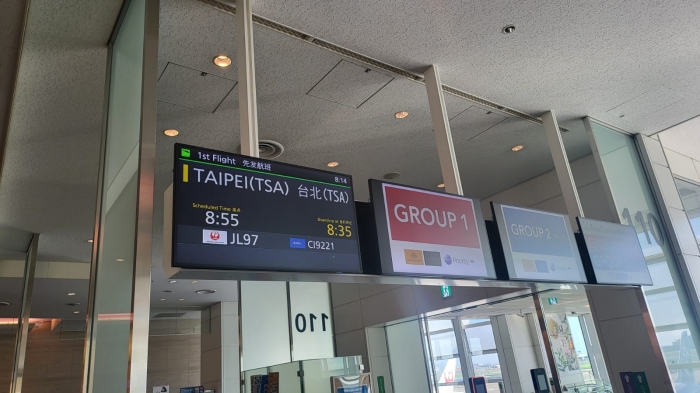 1st Flight 先发航班 8:14
TAIPEI(TSA) 台北(TSA)
Scheduled Time
8:55 8:35
JL97 CI9221
GROUP 1
GROUP 2
110
110